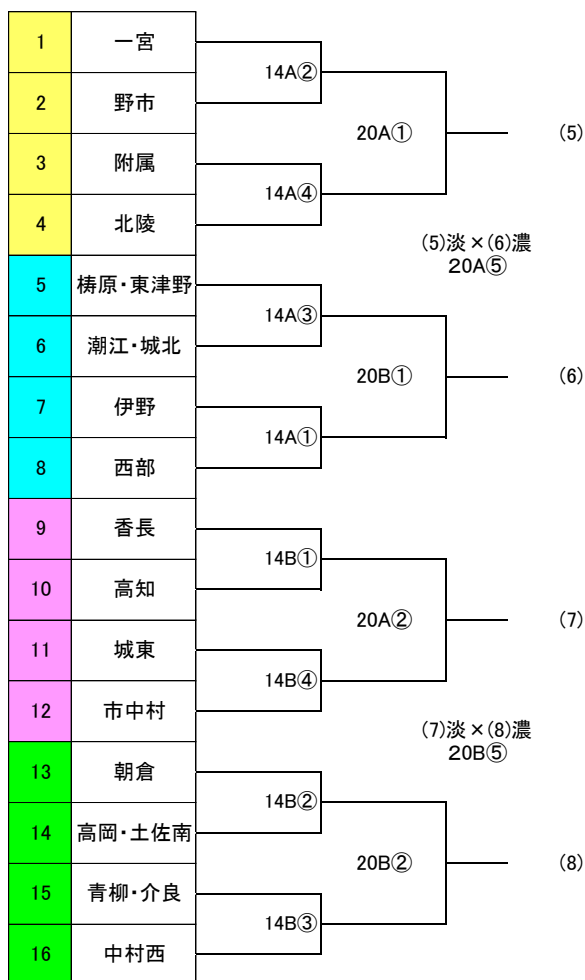 1 一宮
14A②
2 野市
20A① (5)
3 附属
14A④
4 北陵
(5)淡×(6)濃
20A⑤
5 梼原・東津野
14A③
6 潮江・城北
20B① (6)
7 伊野
14A①
8 西部
9 香長
14B①
10 高知
20A② (7)
11 城東
14B④
12 市中村
(7)淡×(8)濃
20B⑤
13 朝倉
14B②
14 高岡・土佐南
20B② (8)
15 青柳・介良
14B③
16 中村西